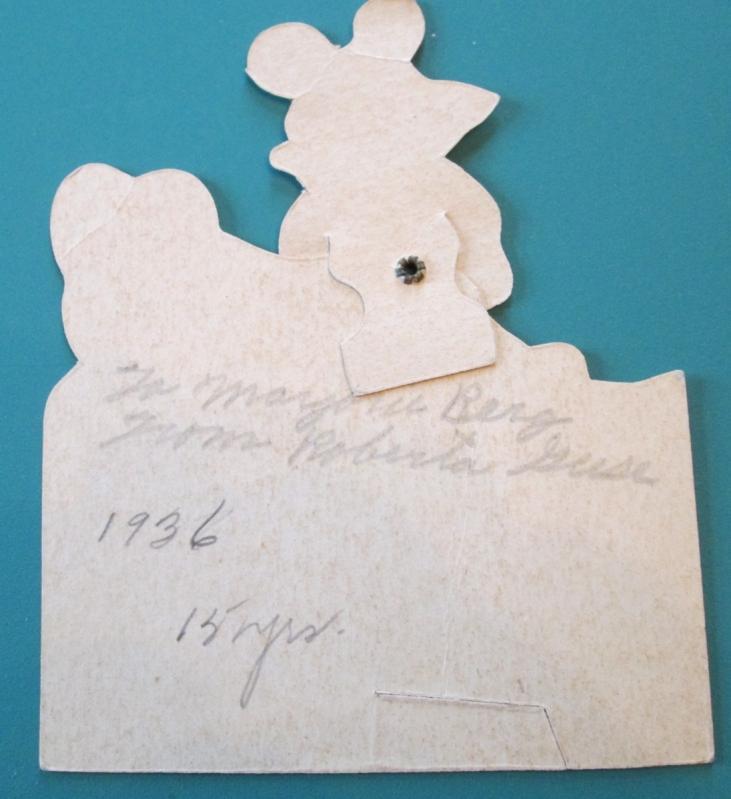 To Marjorie Berg
From Roberta Guse
1936
15 yrs.